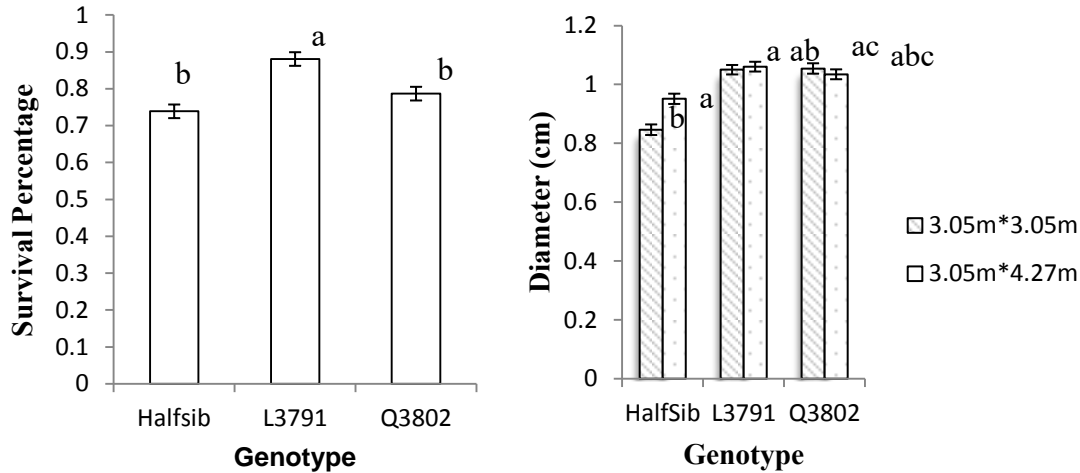 Survival Percentage
1
0.9
0.8
0.7
0.6
0.5
0.4
0.3
0.2
0.1
0
b
a
b
Halfsib L3791 Q3802
Genotype
Diameter (cm)
1.2
1
0.8
0.6
0.4
0.2
0
b
a
a
ab
ac
abc
HalfSib L3791 Q3802
Genotype
3.05m*3.05m
3.05m*4.27m